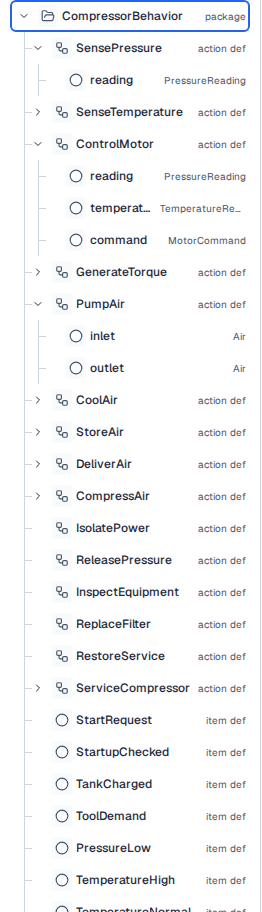 CompressorBehavior package
SensePressure action def
reading PressureReading
SenseTemperature action def
ControlMotor action def
reading PressureReading
temperat... TemperatureRe...
command MotorCommand
GenerateTorque action def
PumpAir action def
inlet Air
outlet Air
CoolAir action def
StoreAir action def
DeliverAir action def
CompressAir action def
IsolatePower action def
ReleasePressure action def
InspectEquipment action def
ReplaceFilter action def
RestoreService action def
ServiceCompressor action def
StartRequest item def
StartupChecked item def
TankCharged item def
ToolDemand item def
PressureLow item def
TemperatureHigh item def
TemperatureNormal item def